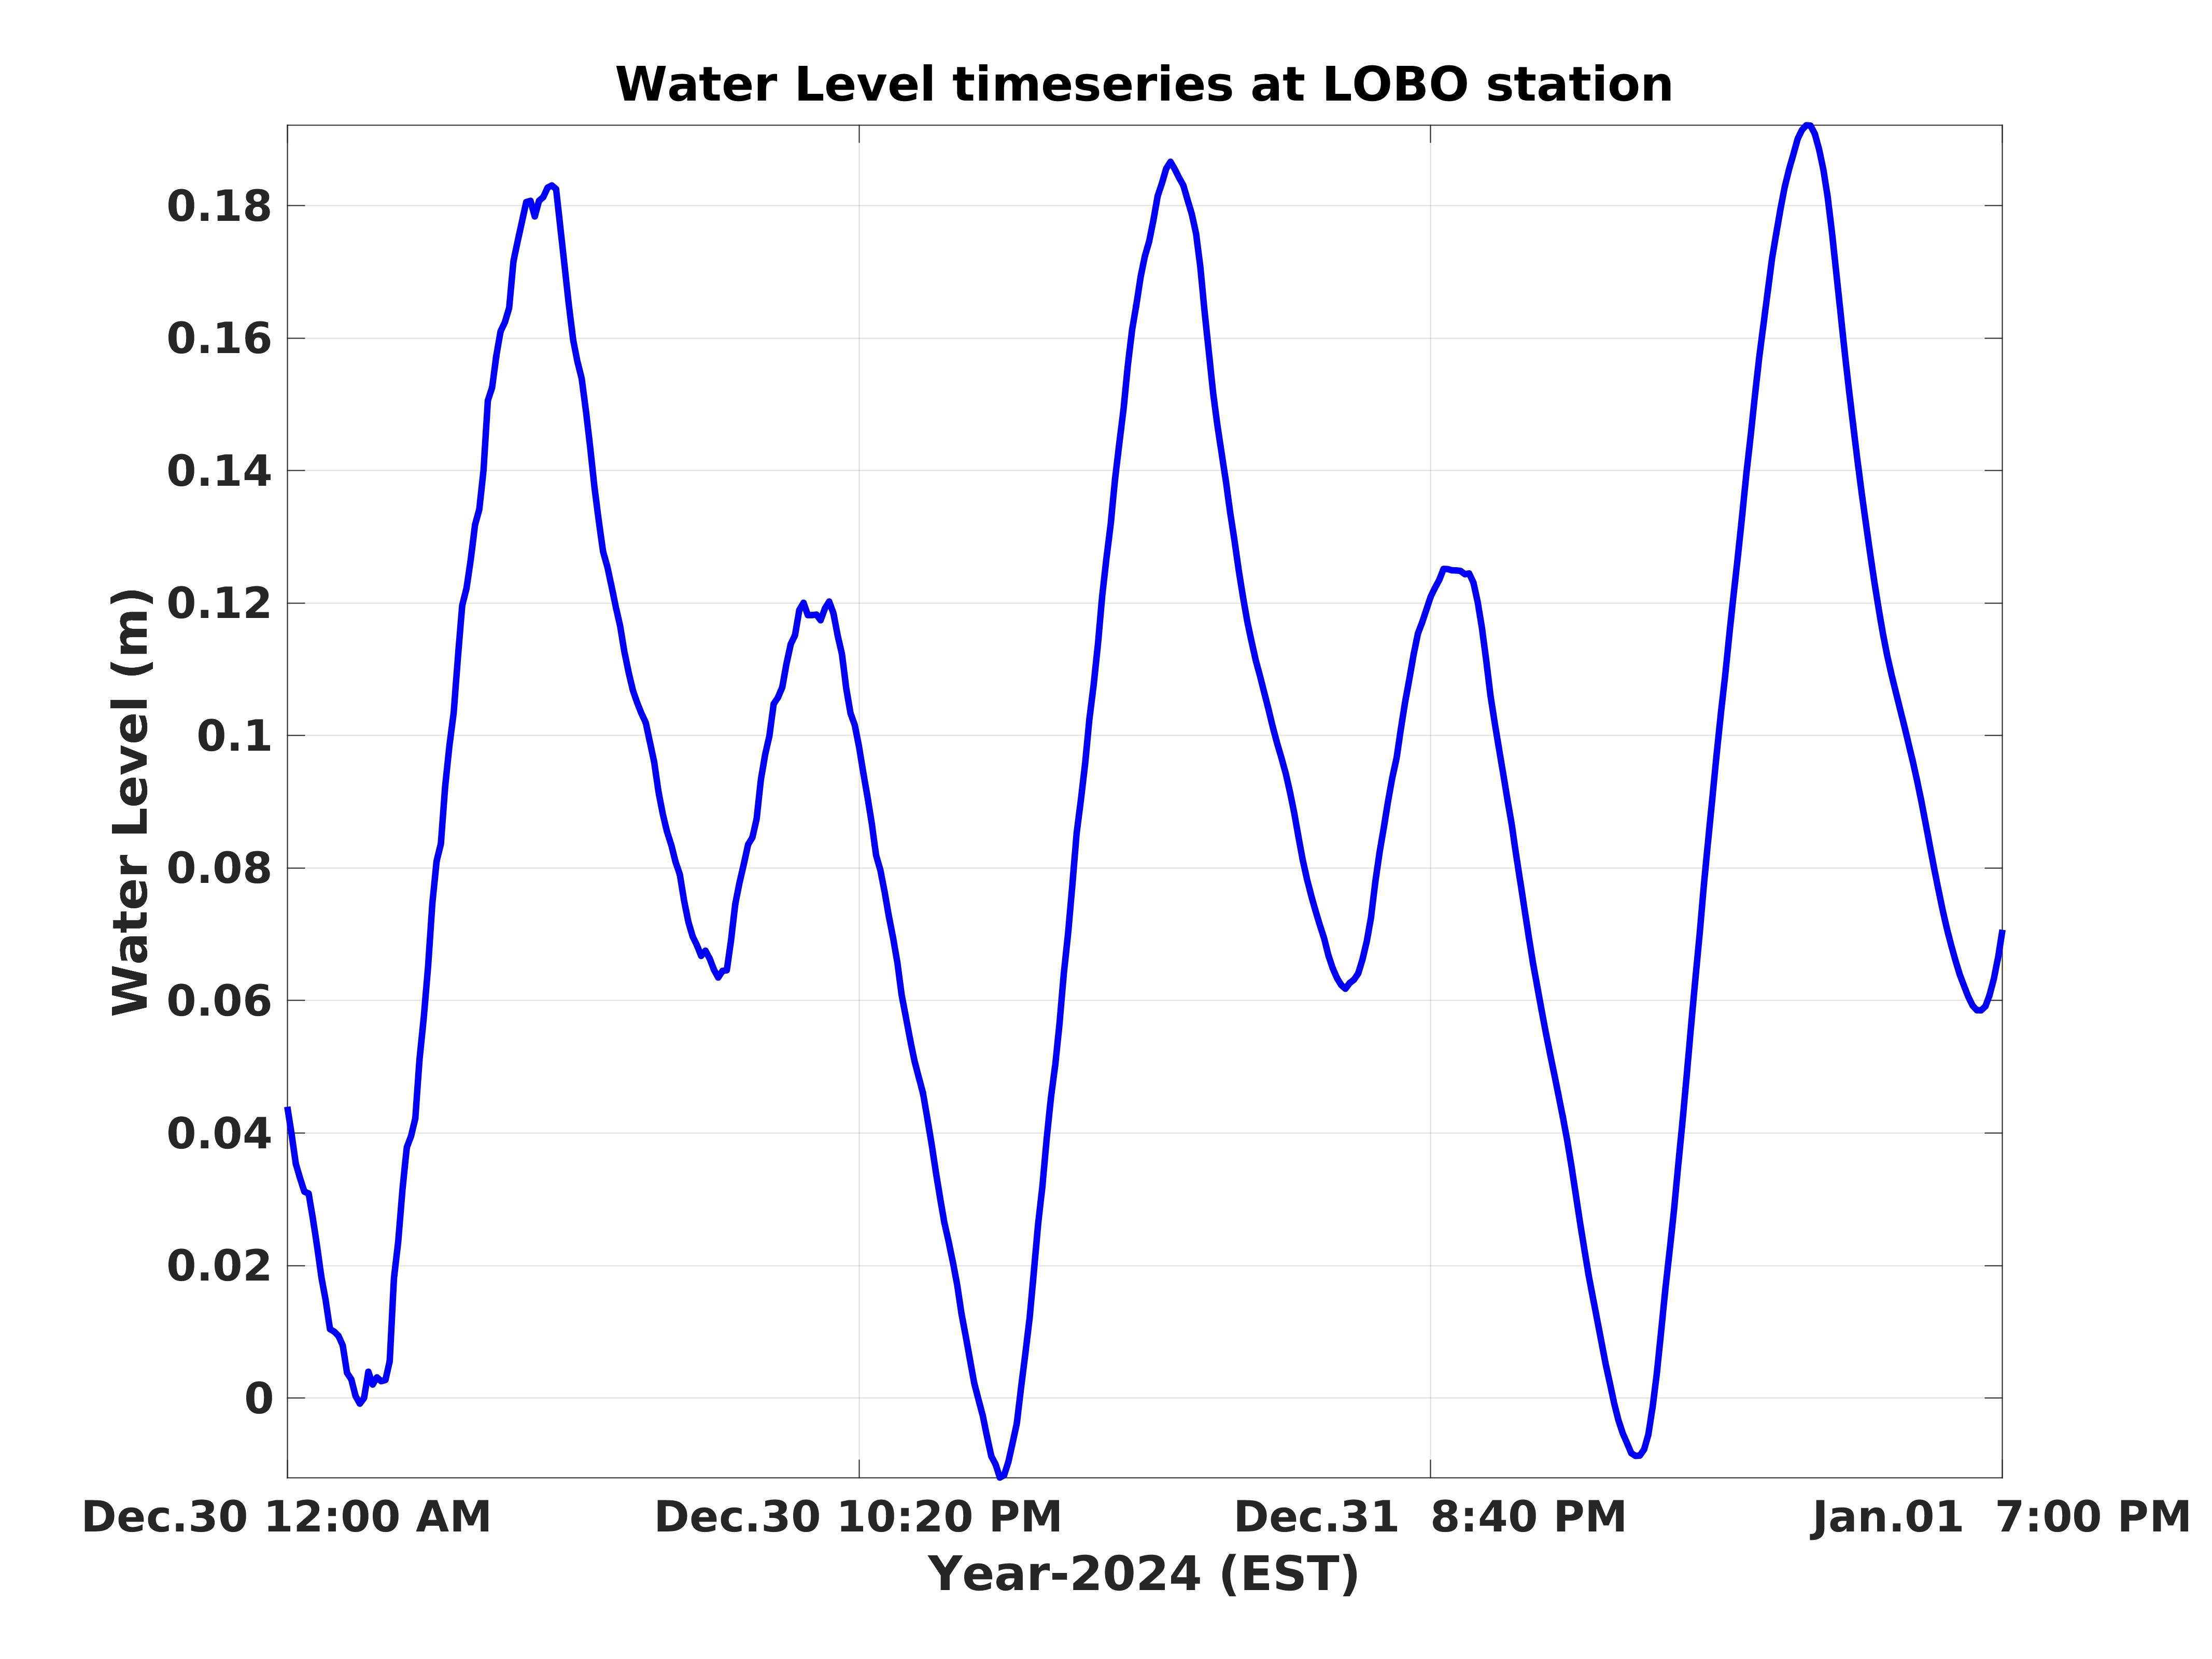 Water Level timeseries at LOBO station
0.18
0.16
0.14
0.12
0.1
0.08
0.06
0.04
0.02
0
Water Level (m)
Dec.30 12:00 AM Dec.30 10:20 PM Dec.31 8:40 PM Jan.01 7:00 PM
Year-2024 (EST)